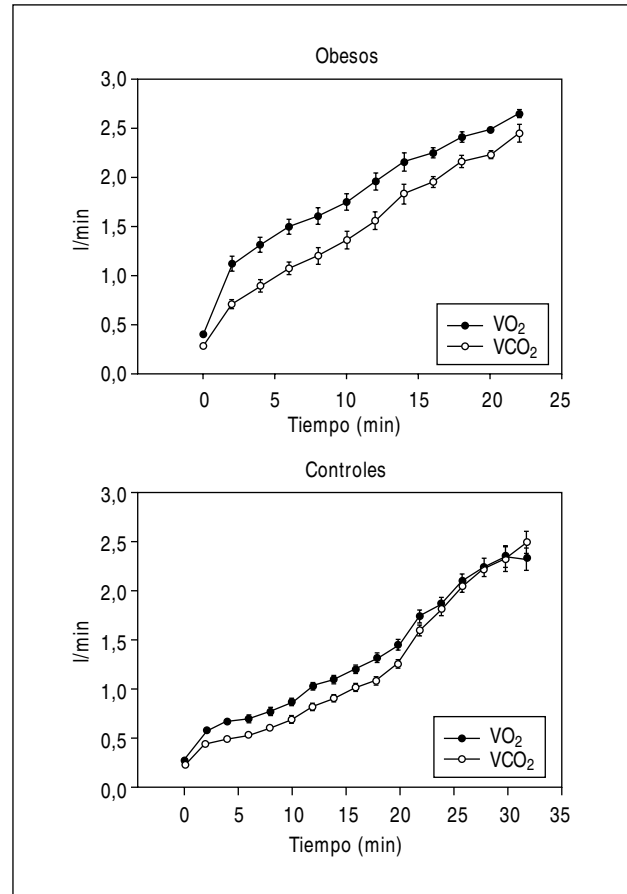 Obesos
3,0
2,5
2,0
1,5
1,0
0,5
0,0
l/min
VO2
VCO2
0 5 10 15 20 25
Tiempo (min)
Controles
3,0
2,5
2,0
1,5
1,0
0,5
0,0
l/min
VO2
VCO2
0 5 10 15 20 25 30 35
Tiempo (min)